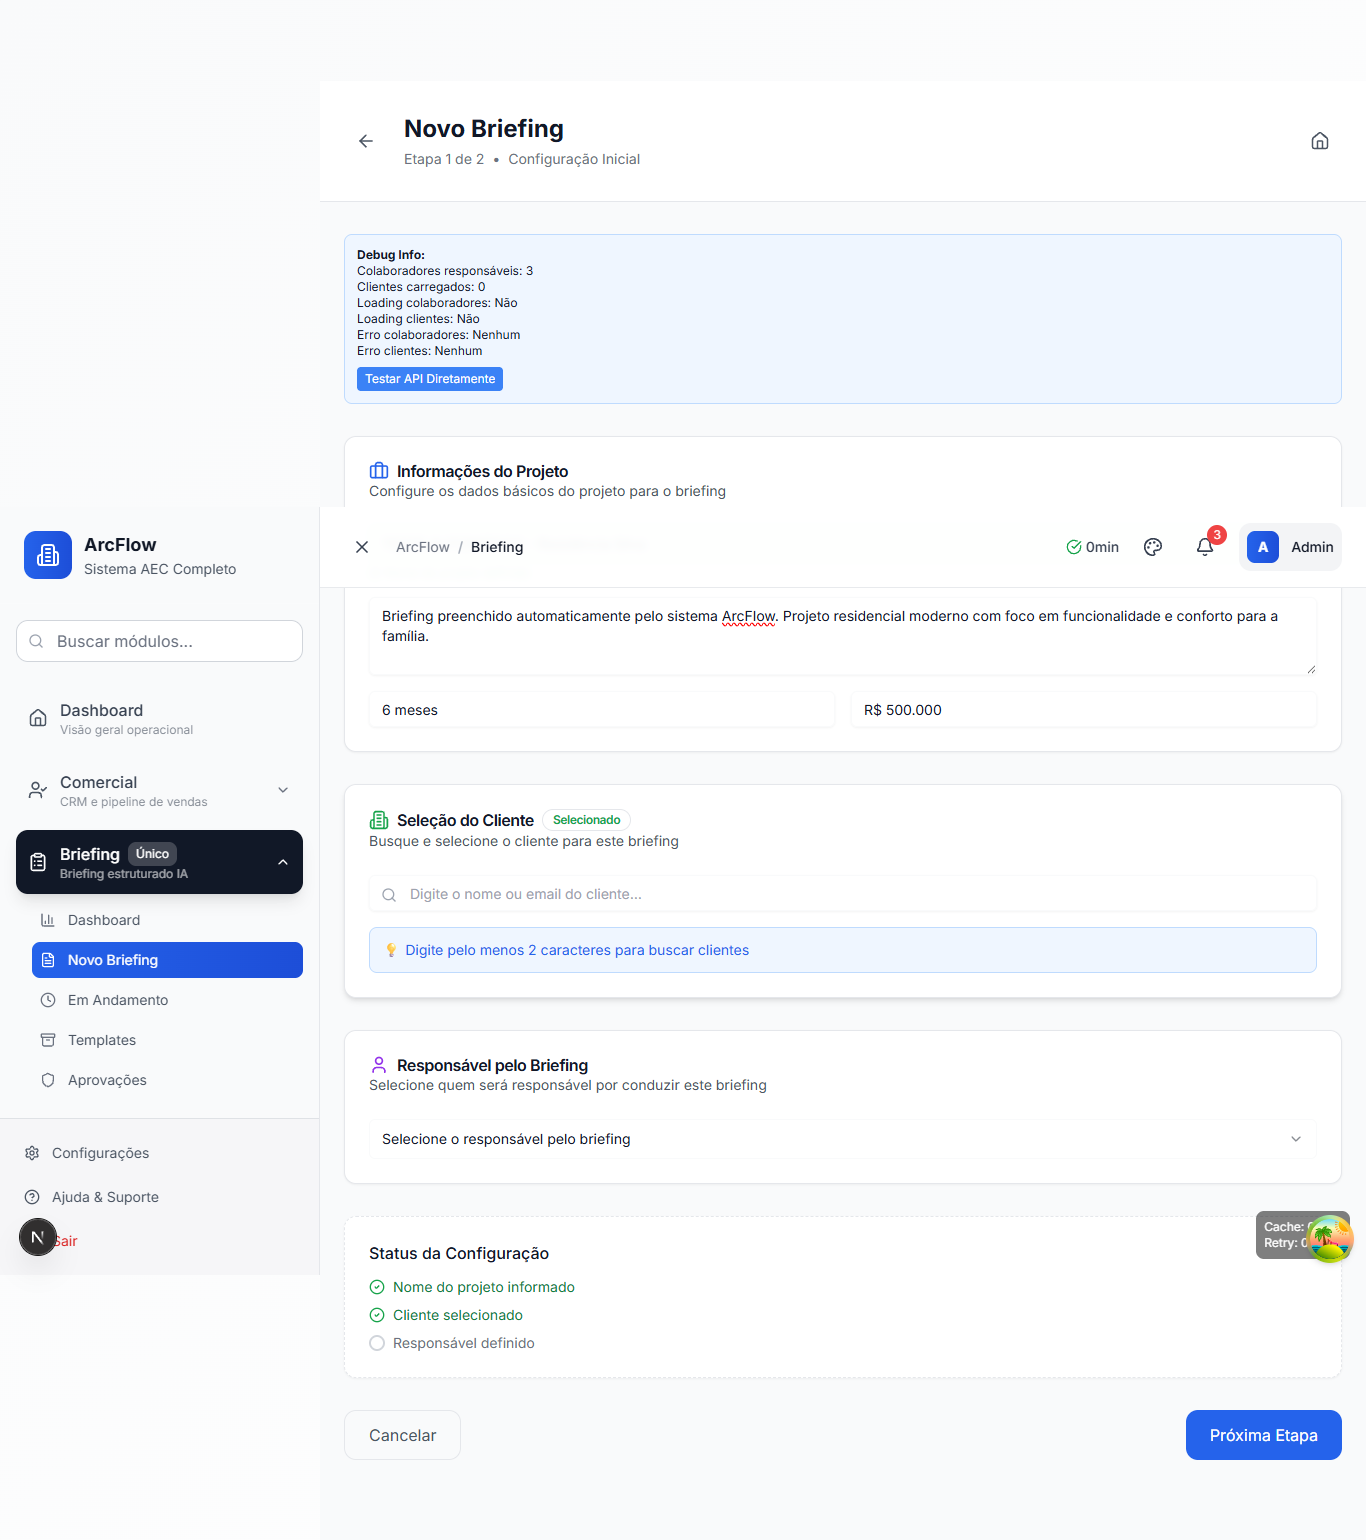 Novo Briefing
Etapa 1 de 2 • Configuração Inicial
Debug Info:
Colaboradores responsáveis: 3
Clientes carregados: 0
Loading colaboradores: Não
Loading clientes: Não
Erro colaboradores: Nenhum
Erro clientes: Nenhum
Testar API Diretamente
Informações do Projeto
Configure os dados básicos do projeto para o briefing
ArcFlow
Sistema AEC Completo
Buscar módulos...
Dashboard
Visão geral operacional
Comercial
CRM e pipeline de vendas
Briefing Único
Briefing estruturado IA
Dashboard
Novo Briefing
Em Andamento
Templates
Aprovações
Configurações
Ajuda & Suporte
N
Sair
ArcFlow / Briefing
0min
3
A Admin
Briefing preenchido automaticamente pelo sistema ArcFlow. Projeto residencial moderno com foco em funcionalidade e conforto para a
família.
6 meses
R$ 500.000
Seleção do Cliente Selecionado
Busque e selecione o cliente para este briefing
Digite o nome ou email do cliente...
Digite pelo menos 2 caracteres para buscar clientes
Responsável pelo Briefing
Selecione quem será responsável por conduzir este briefing
Selecione o responsável pelo briefing
Cache:
Retry: 0
Status da Configuração
Nome do projeto informado
Cliente selecionado
Responsável definido
Cancelar
Próxima Etapa